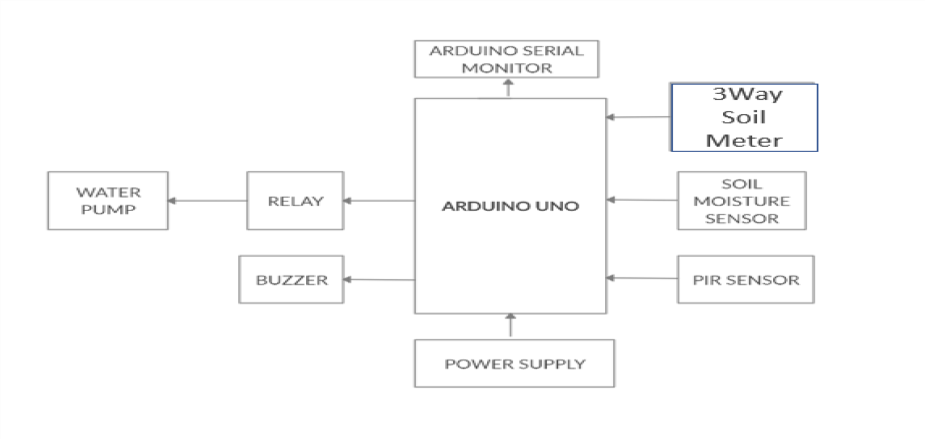 ARDUINO SERIAL
MONITOR
3Way
Soil
Meter
WATER
PUMP
RELAY
ARDUINO UNO
SOIL
MOISTURE
SENSOR
BUZZER
PIR SENSOR
POWER SUPPLY